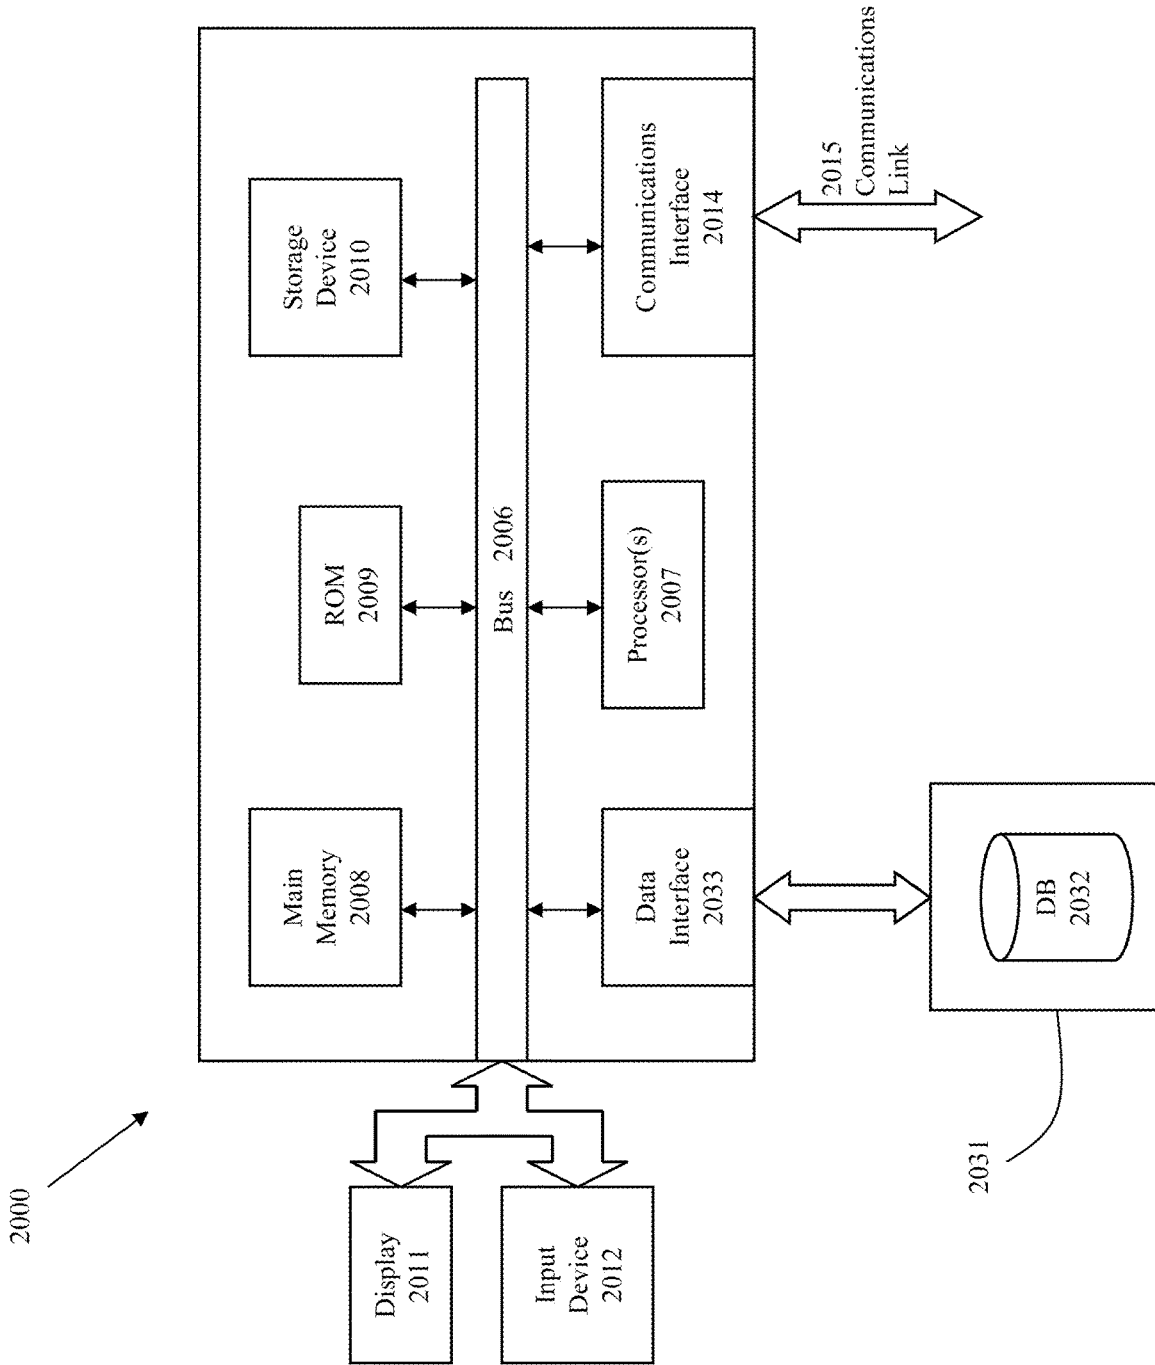 2000
Display
2011
Input
Device
2012
Main
Memory
2008
ROM
2009
Storage
Device
2010
Bus 2006
Data
Interface
2033
Processor(s)
2007
Communications
Interface
2014
2015
Communications
Link
DB
2032
2031